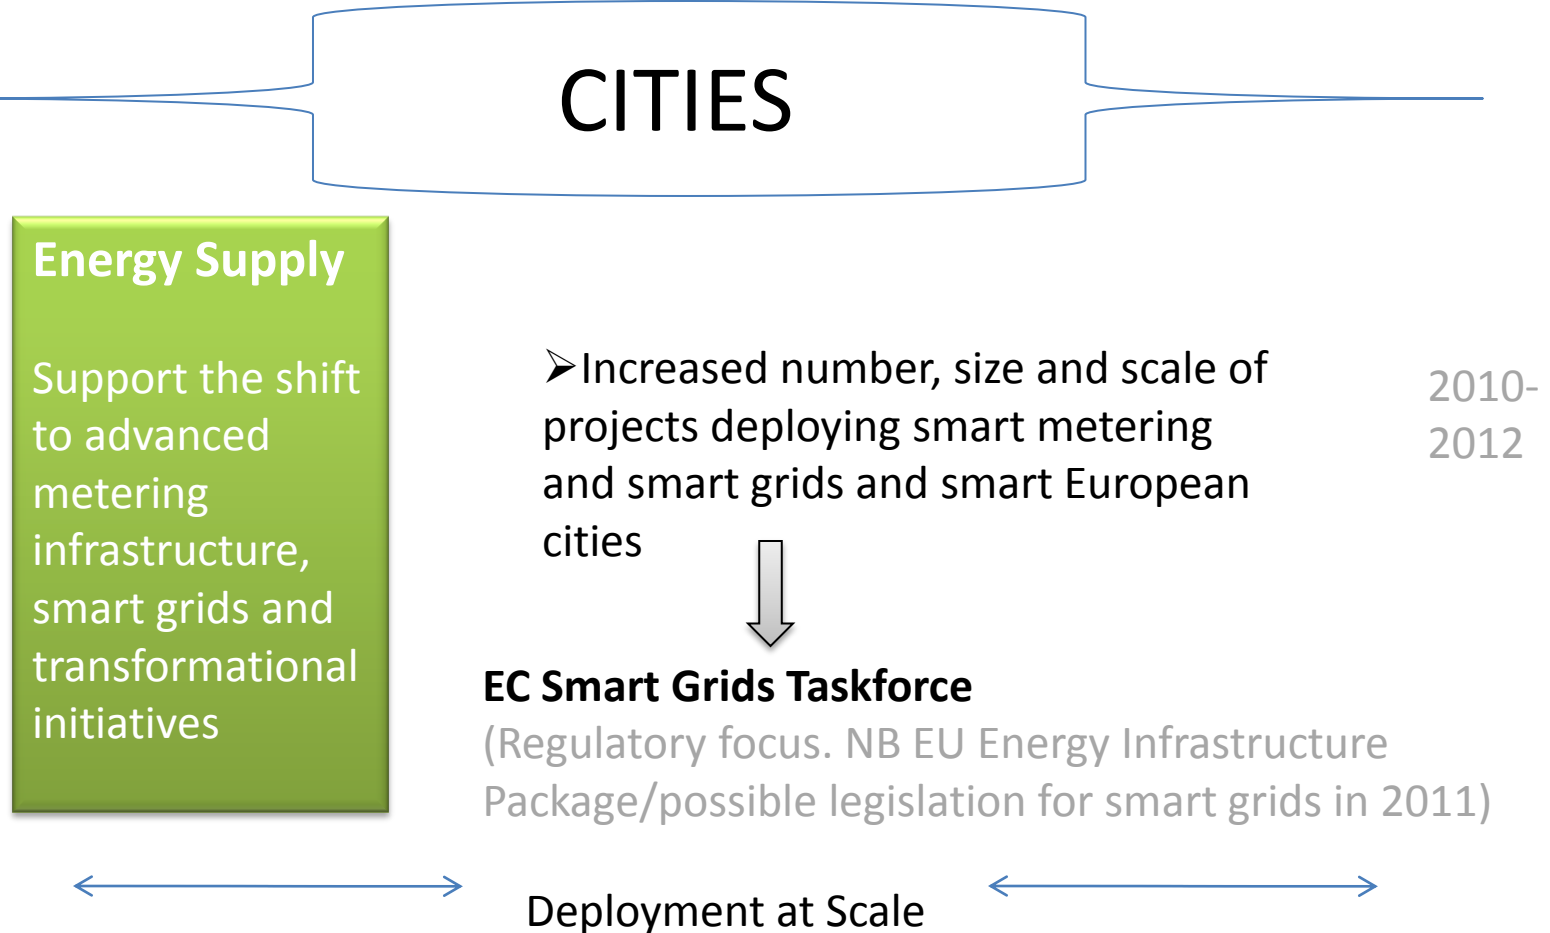 CITIES
Energy Supply
Support the shift
to advanced
metering
infrastructure,
smart grids and
transformational
initiatives
➢Increased number, size and scale of
projects deploying smart metering
and smart grids and smart European
cities
2010-
2012
EC Smart Grids Taskforce
(Regulatory focus. NB EU Energy Infrastructure
Package/possible legislation for smart grids in 2011)
Deployment at Scale